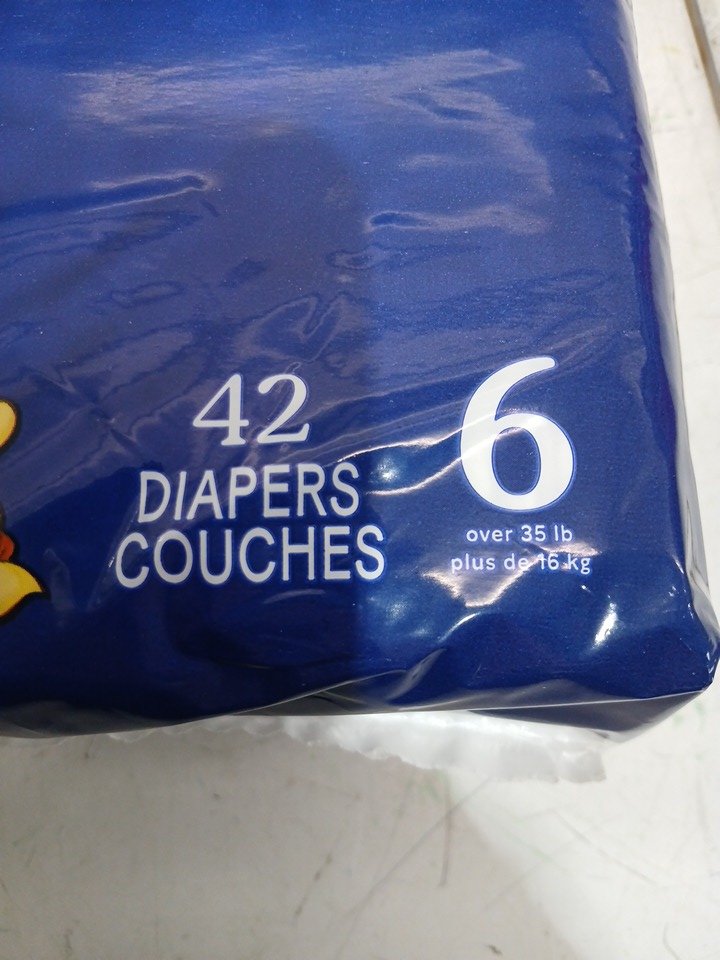 42
DIAPERS
COUCHES
6
over 35 lb
plus de 16 kg